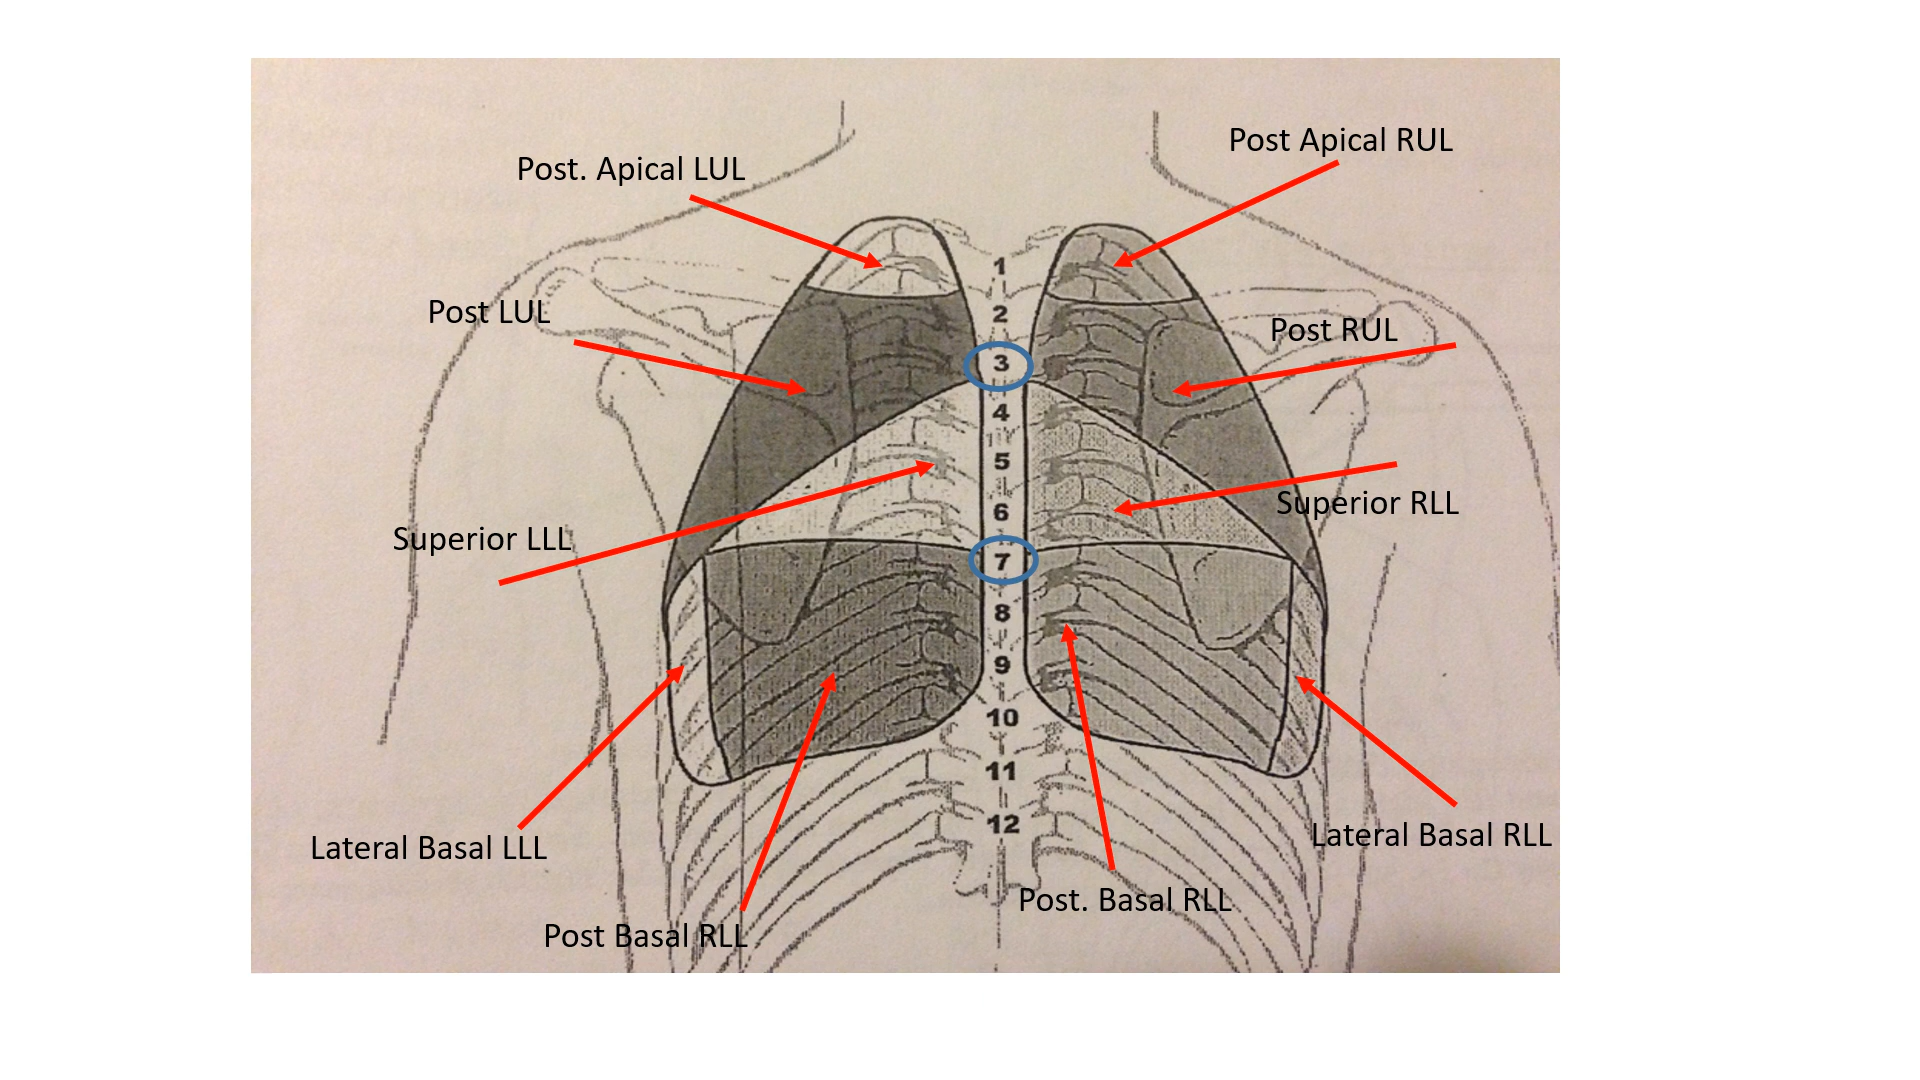 Post Apical RUL
Post. Apical LUL
1
Post LUL
2
Post RUL
3
4
5
Superior RLL
6
Superior LLL
7
8
9
10
11
12
Lateral Basal RLL
Lateral Basal LLL
Post. Basal RLL
Post Basal RLL